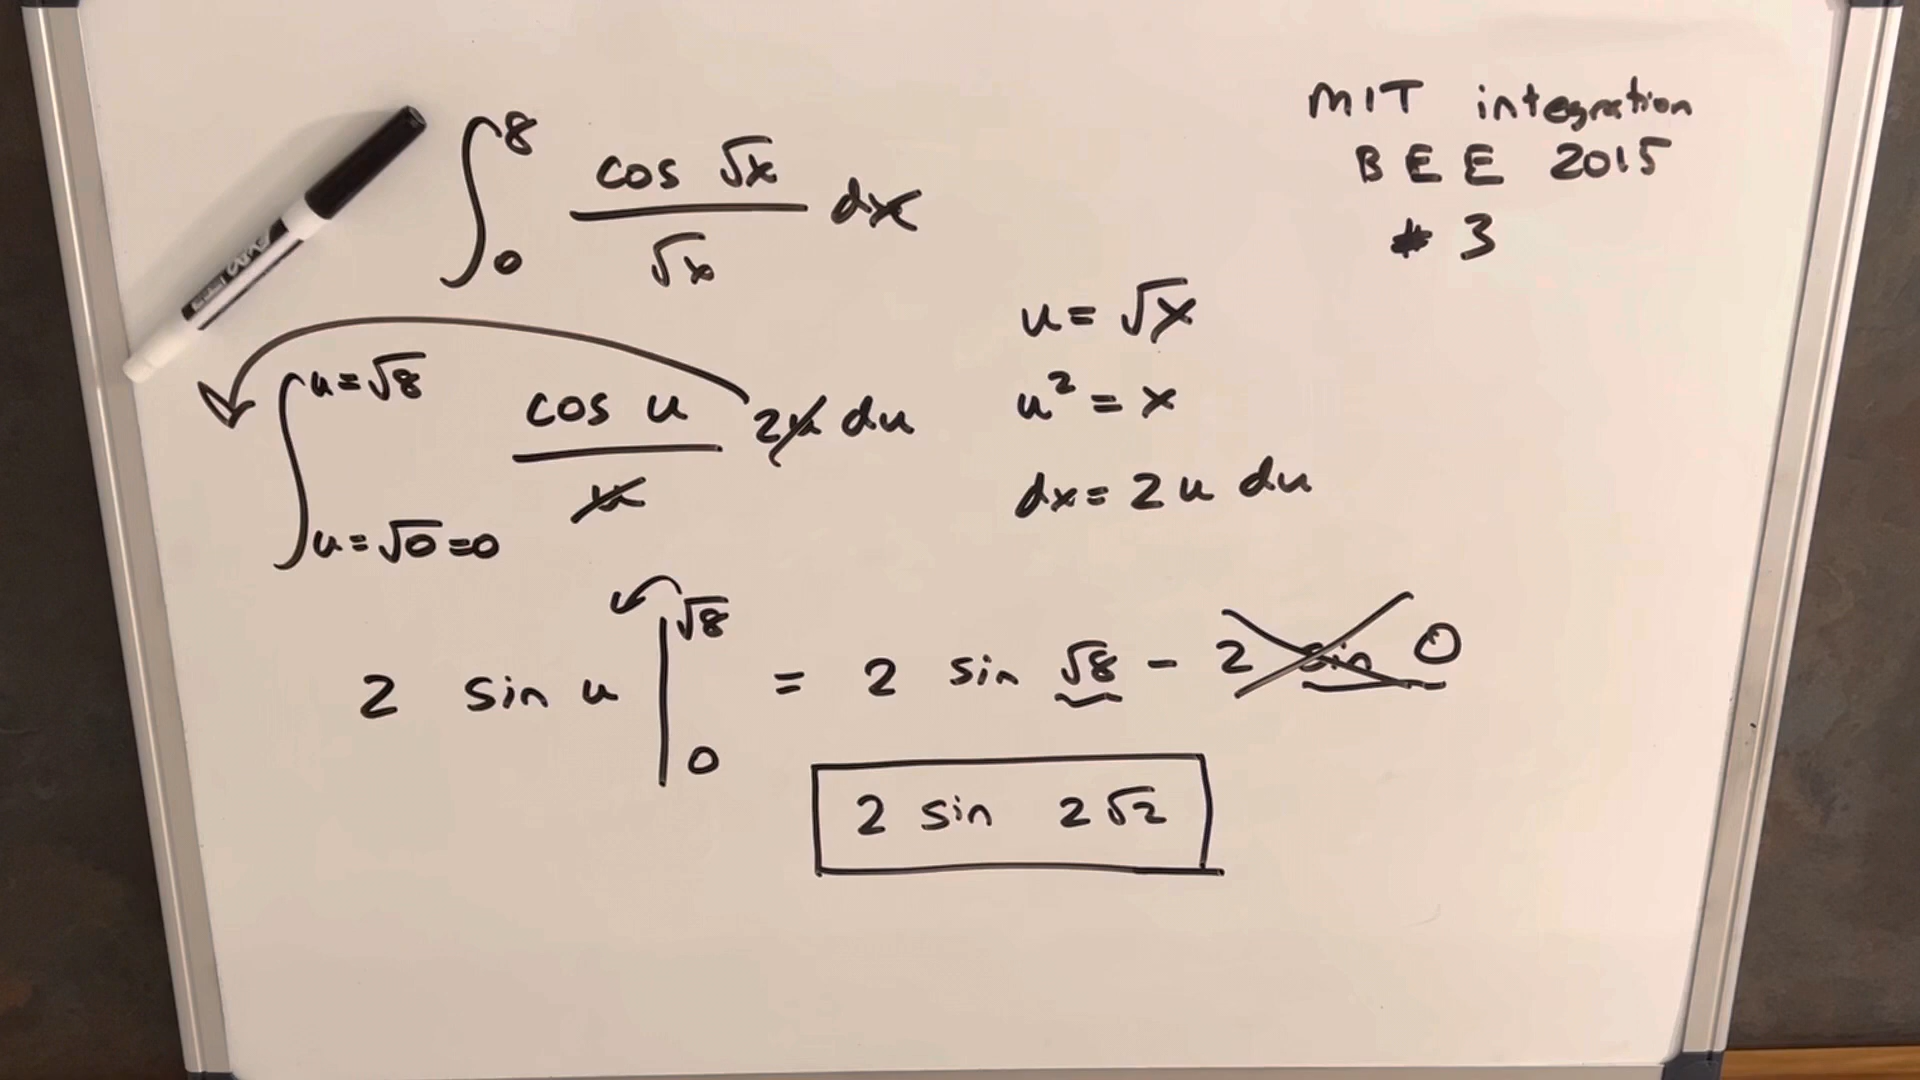 MIT integration
BEE 2015
# 3
∫₀⁸ cos √x / √x dx
u = √x
u² = x
dx = 2u du
∫ u=√8 u=√0=0 cos u / u 2u du
2 sin u |₀^√8 = 2 sin √8 - 2 sin 0
2 sin 2√2